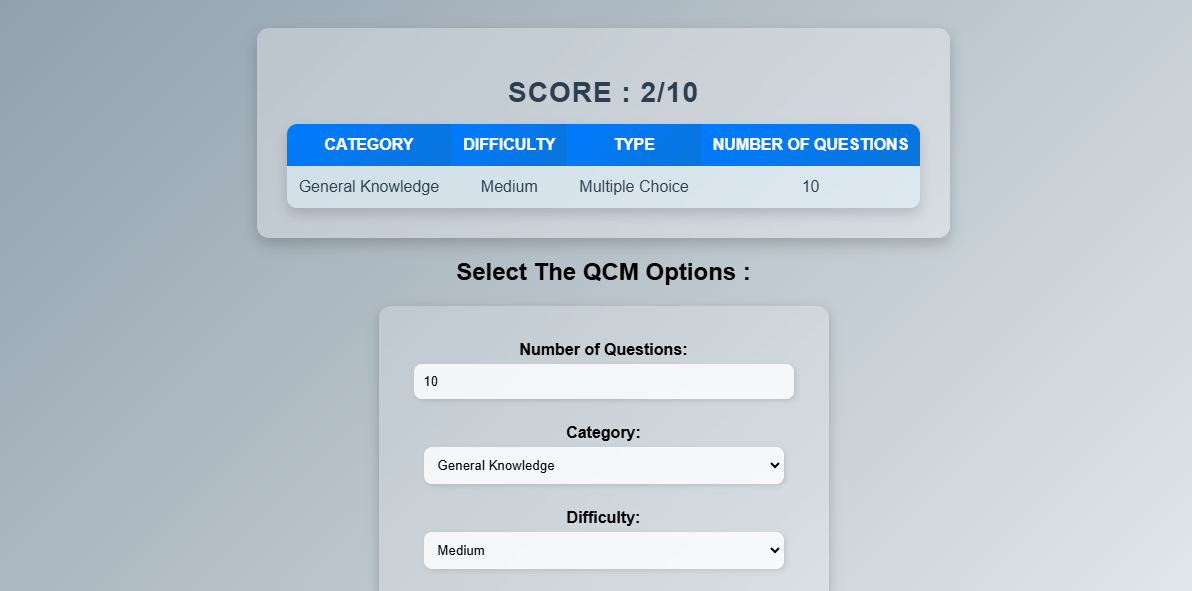 SCORE : 2/10
CATEGORY DIFFICULTY TYPE NUMBER OF QUESTIONS
General Knowledge Medium Multiple Choice 10
Select The QCM Options :
Number of Questions:
10
Category:
General Knowledge
Difficulty:
Medium